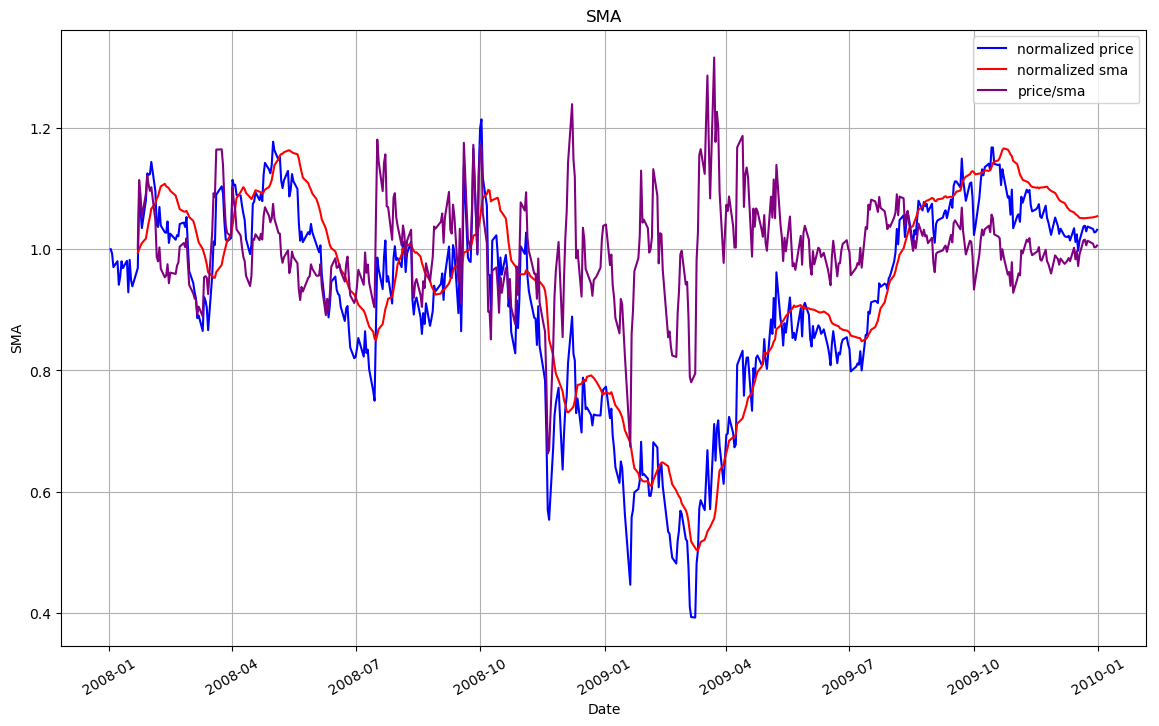 SMA
normalized price
normalized sma
price/sma
SMA
1.2
1.0
0.8
0.6
0.4
2008-01
2008-04
2008-07
2008-10
2009-01
2009-04
2009-07
2009-10
2010-01
Date